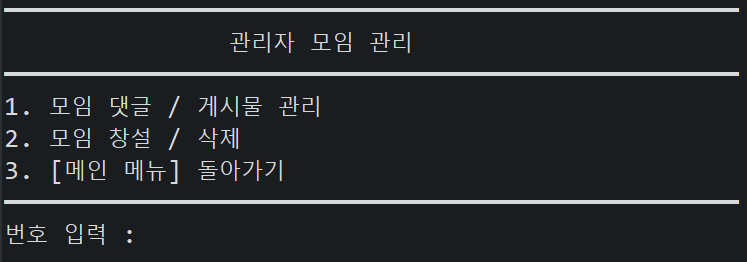 관리자 모임 관리
1. 모임 댓글 / 게시물 관리
2. 모임 창설 / 삭제
3. [메인 메뉴] 돌아가기
번호 입력 :